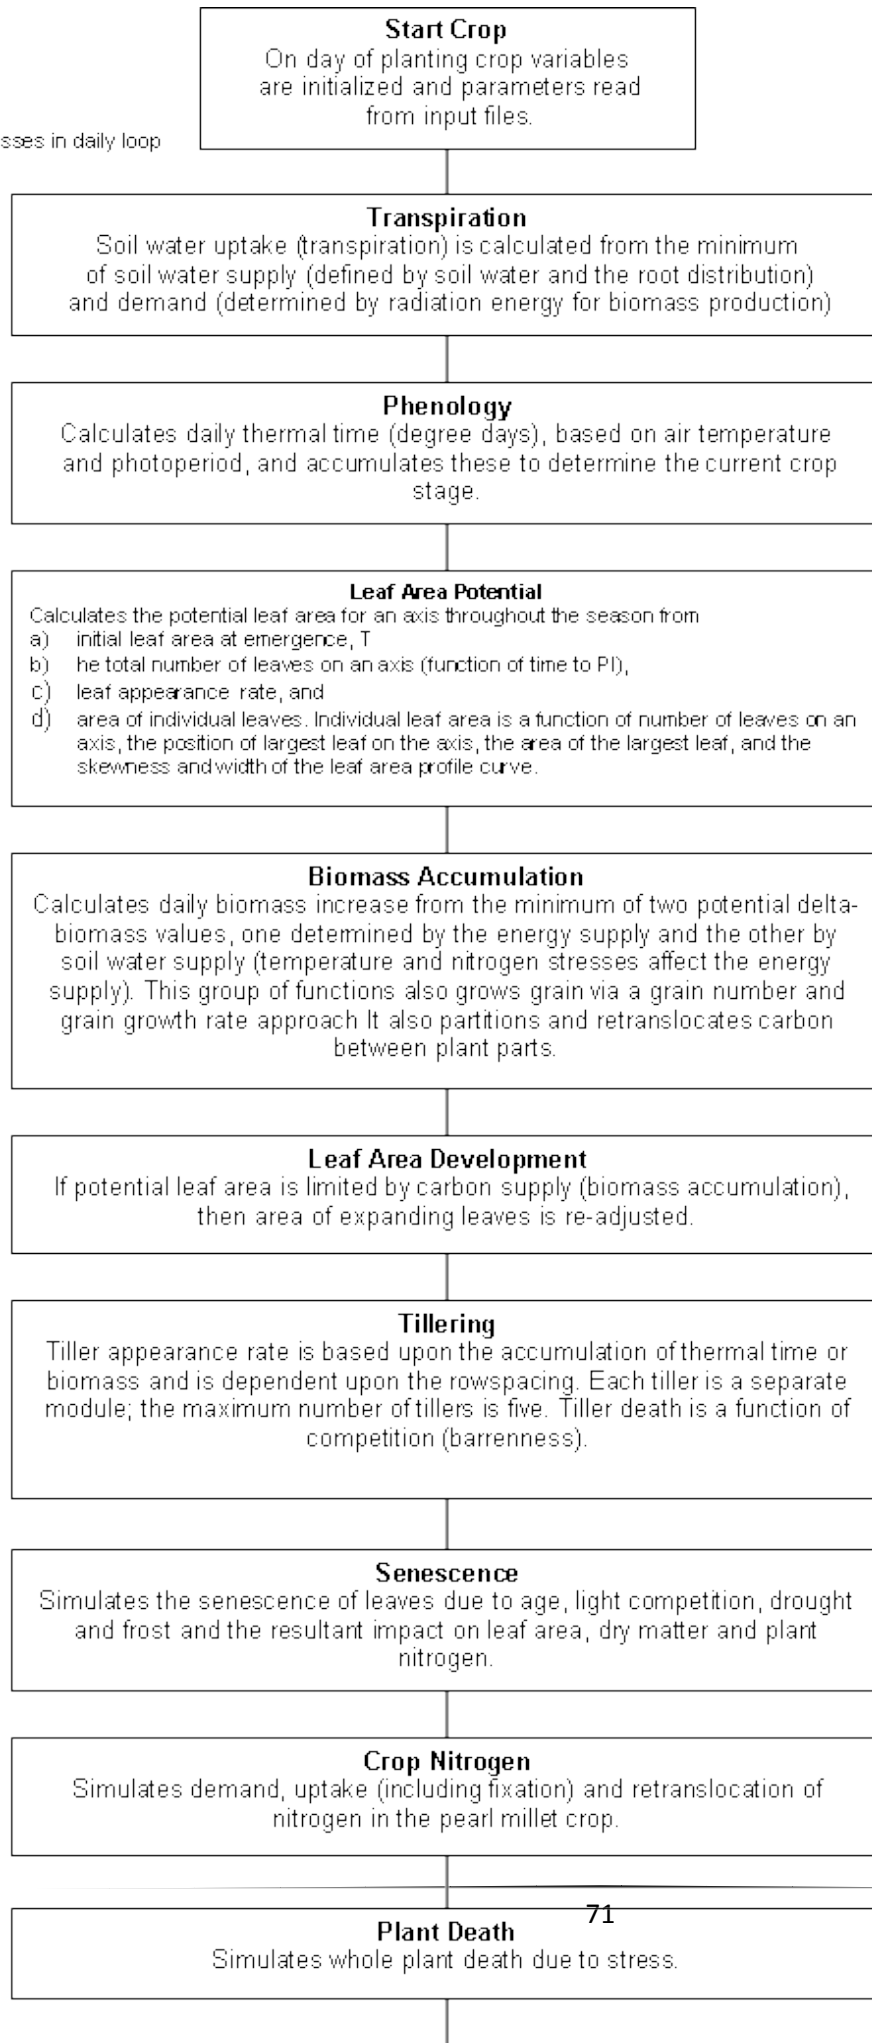 Start Crop
On day of planting crop variables
are initialized and parameters read
from input files.
sses in daily loop
Transpiration
Soil water uptake (transpiration) is calculated from the minimum
of soil water supply (defined by soil water and the root distribution)
and demand (determined by radiation energy for biomass production)
Phenology
Calculates daily thermal time (degree days), based on air temperature
and photoperiod, and accumulates these to determine the current crop
stage.
Leaf Area Potential
Calculates the potential leaf area for an axis throughout the season from
a) initial leaf area at emergence, T
b) he total number of leaves on an axis (function of time to PI),
c) leaf appearance rate, and
d) area of individual leaves. Individual leaf area is a function of number of leaves on an
axis, the position of largest leaf on the axis, the area of the largest leaf, and the
skewness and width of the leaf area profile curve.
Biomass Accumulation
Calculates daily biomass increase from the minimum of two potential delta-
biomass values, one determined by the energy supply and the other by
soil water supply (temperature and nitrogen stresses affect the energy
supply). This group of functions also grows grain via a grain number and
grain growth rate approach It also partitions and retranslocates carbon
between plant parts.
Leaf Area Development
If potential leaf area is limited by carbon supply (biomass accumulation),
then area of expanding leaves is re-adjusted.
Tillering
Tiller appearance rate is based upon the accumulation of thermal time or
biomass and is dependent upon the rowspacing. Each tiller is a separate
module; the maximum number of tillers is five. Tiller death is a function of
competition (barrenness).
Senescence
Simulates the senescence of leaves due to age, light competition, drought
and frost and the resultant impact on leaf area, dry matter and plant
nitrogen.
Crop Nitrogen
Simulates demand, uptake (including fixation) and retranslocation of
nitrogen in the pearl millet crop.
71
Plant Death
Simulates whole plant death due to stress.